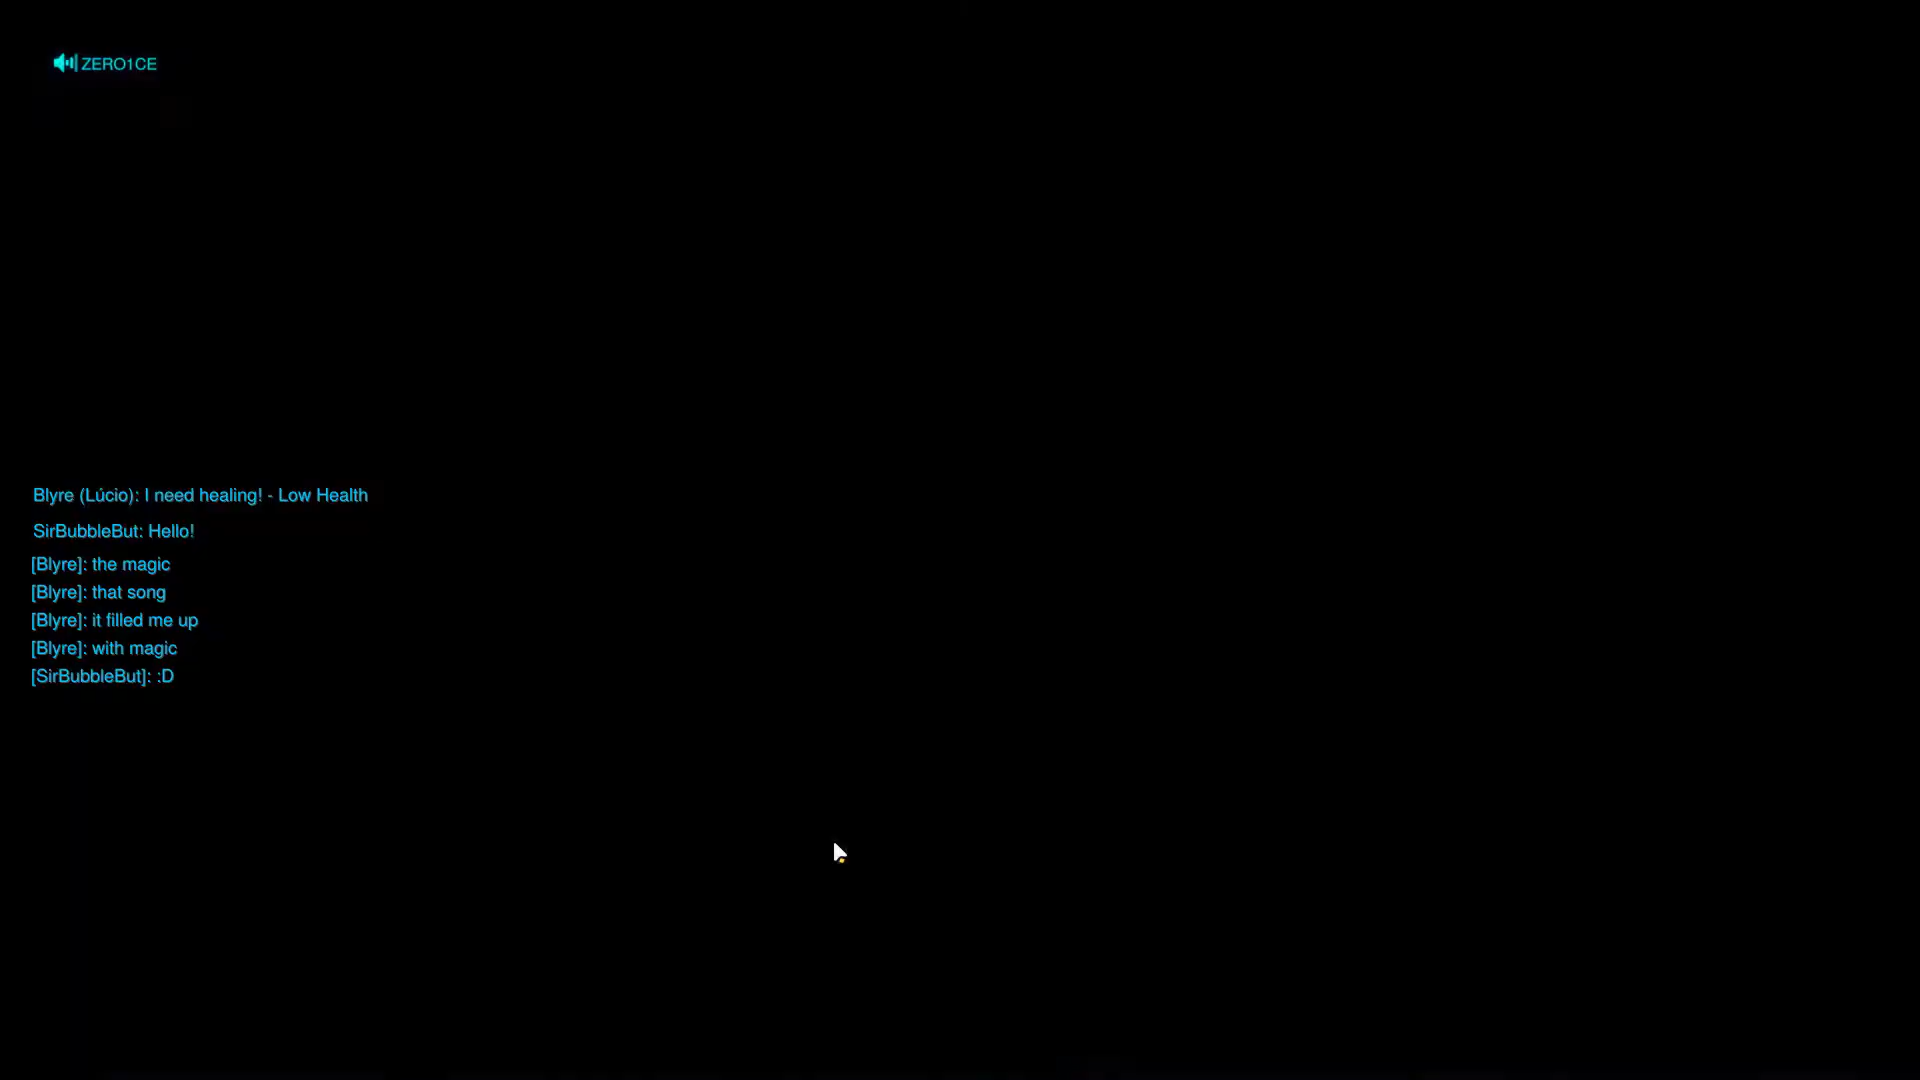 ZERO1CE
Blyre (Lúcio): I need healing! - Low Health
SirBubbleBut: Hello!
[Blyre]: the magic
[Blyre]: that song
[Blyre]: it filled me up
[Blyre]: with magic
[SirBubbleBut]: :D